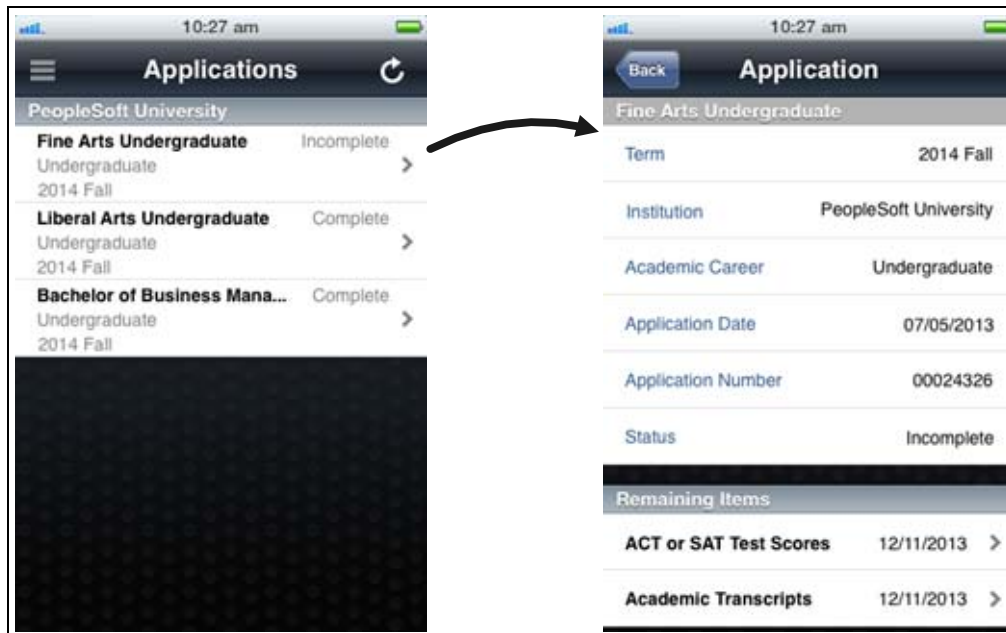 10:27 am
Applications
PeopleSoft University
Fine Arts Undergraduate Incomplete
Undergraduate
2014 Fall
Liberal Arts Undergraduate Complete
Undergraduate
2014 Fall
Bachelor of Business Mana... Complete
Undergraduate
2014 Fall
10:27 am
Back Application
Fine Arts Undergraduate
Term 2014 Fall
Institution PeopleSoft University
Academic Career Undergraduate
Application Date 07/05/2013
Application Number 00024326
Status Incomplete
Remaining Items
ACT or SAT Test Scores 12/11/2013
Academic Transcripts 12/11/2013